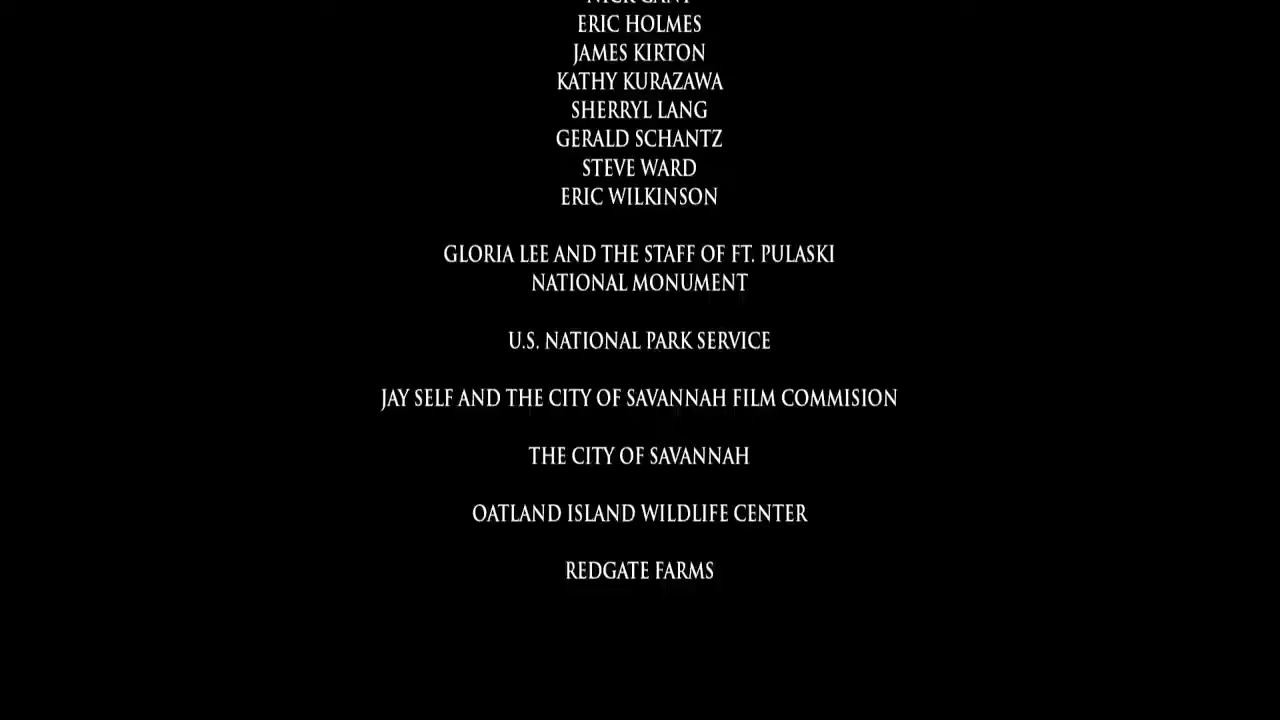 ERIC HOLMES
JAMES KIRTON
KATHY KURAZAWA
SHERRYL LANG
GERALD SCHANTZ
STEVE WARD
ERIC WILKINSON
GLORIA LEE AND THE STAFF OF FT. PULASKI
NATIONAL MONUMENT
U.S. NATIONAL PARK SERVICE
JAY SELF AND THE CITY OF SAVANNAH FILM COMMISION
THE CITY OF SAVANNAH
OATLAND ISLAND WILDLIFE CENTER
REDGATE FARMS